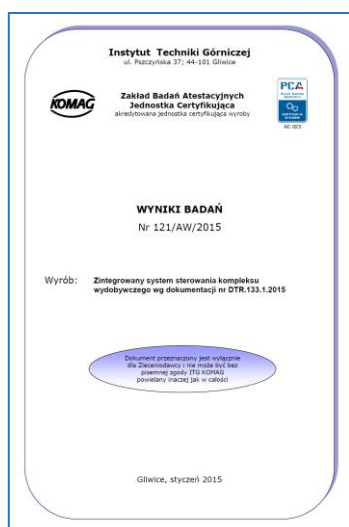 Instytut Techniki Górniczej
ul. Pszczyńska 37; 44-101 Gliwice
KOMAG
Zakład Badań Atestacyjnych
Jednostka Certyfikująca
akredytowana jednostka certyfikująca wyroby
PCA
AC 023
WYNIKI BADAŃ
Nr 121/AW/2015
Wyrób: Zintegrowany system sterowania kompleksu
wydobywczego wg dokumentacji nr DTR.133.1.2015
Dokument przeznaczony jest wyłącznie
dla Zleceniodawcy i nie może być bez
pisemnej zgody ITG KOMAG
powielany inaczej jak w całości
Gliwice, styczeń 2015